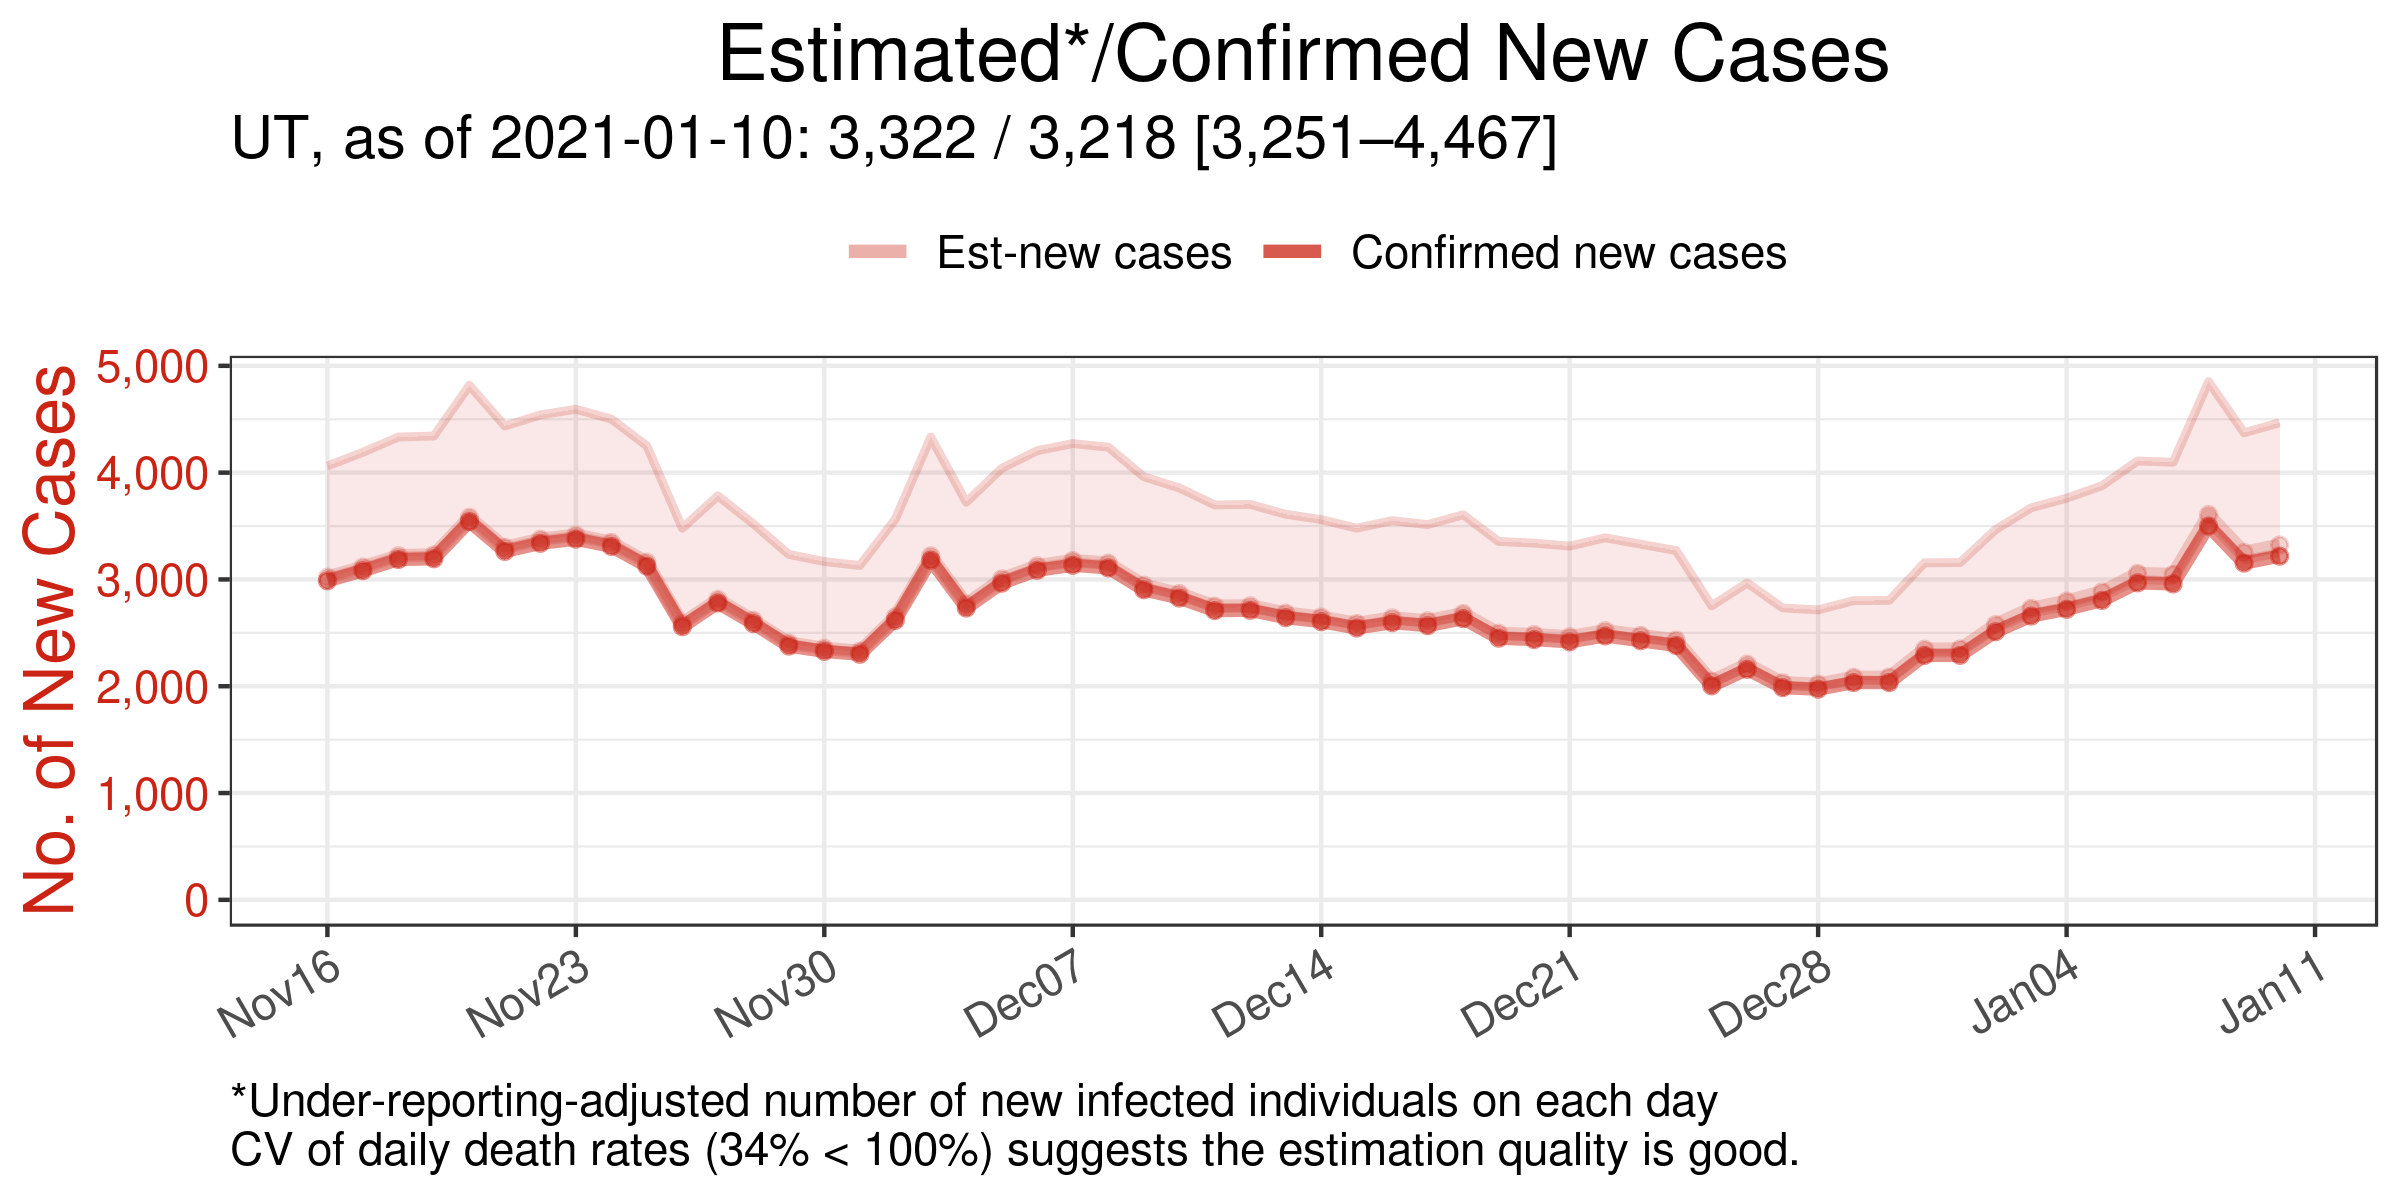 Estimated*/Confirmed New Cases
UT, as of 2021-01-10: 3,322 / 3,218 [3,251–4,467]
Est-new cases
Confirmed new cases
No. of New Cases
5,000
4,000
3,000
2,000
1,000
0
Nov16
Nov23
Nov30
Dec07
Dec14
Dec21
Dec28
Jan04
Jan11
*Under-reporting-adjusted number of new infected individuals on each day
CV of daily death rates (34% < 100%) suggests the estimation quality is good.